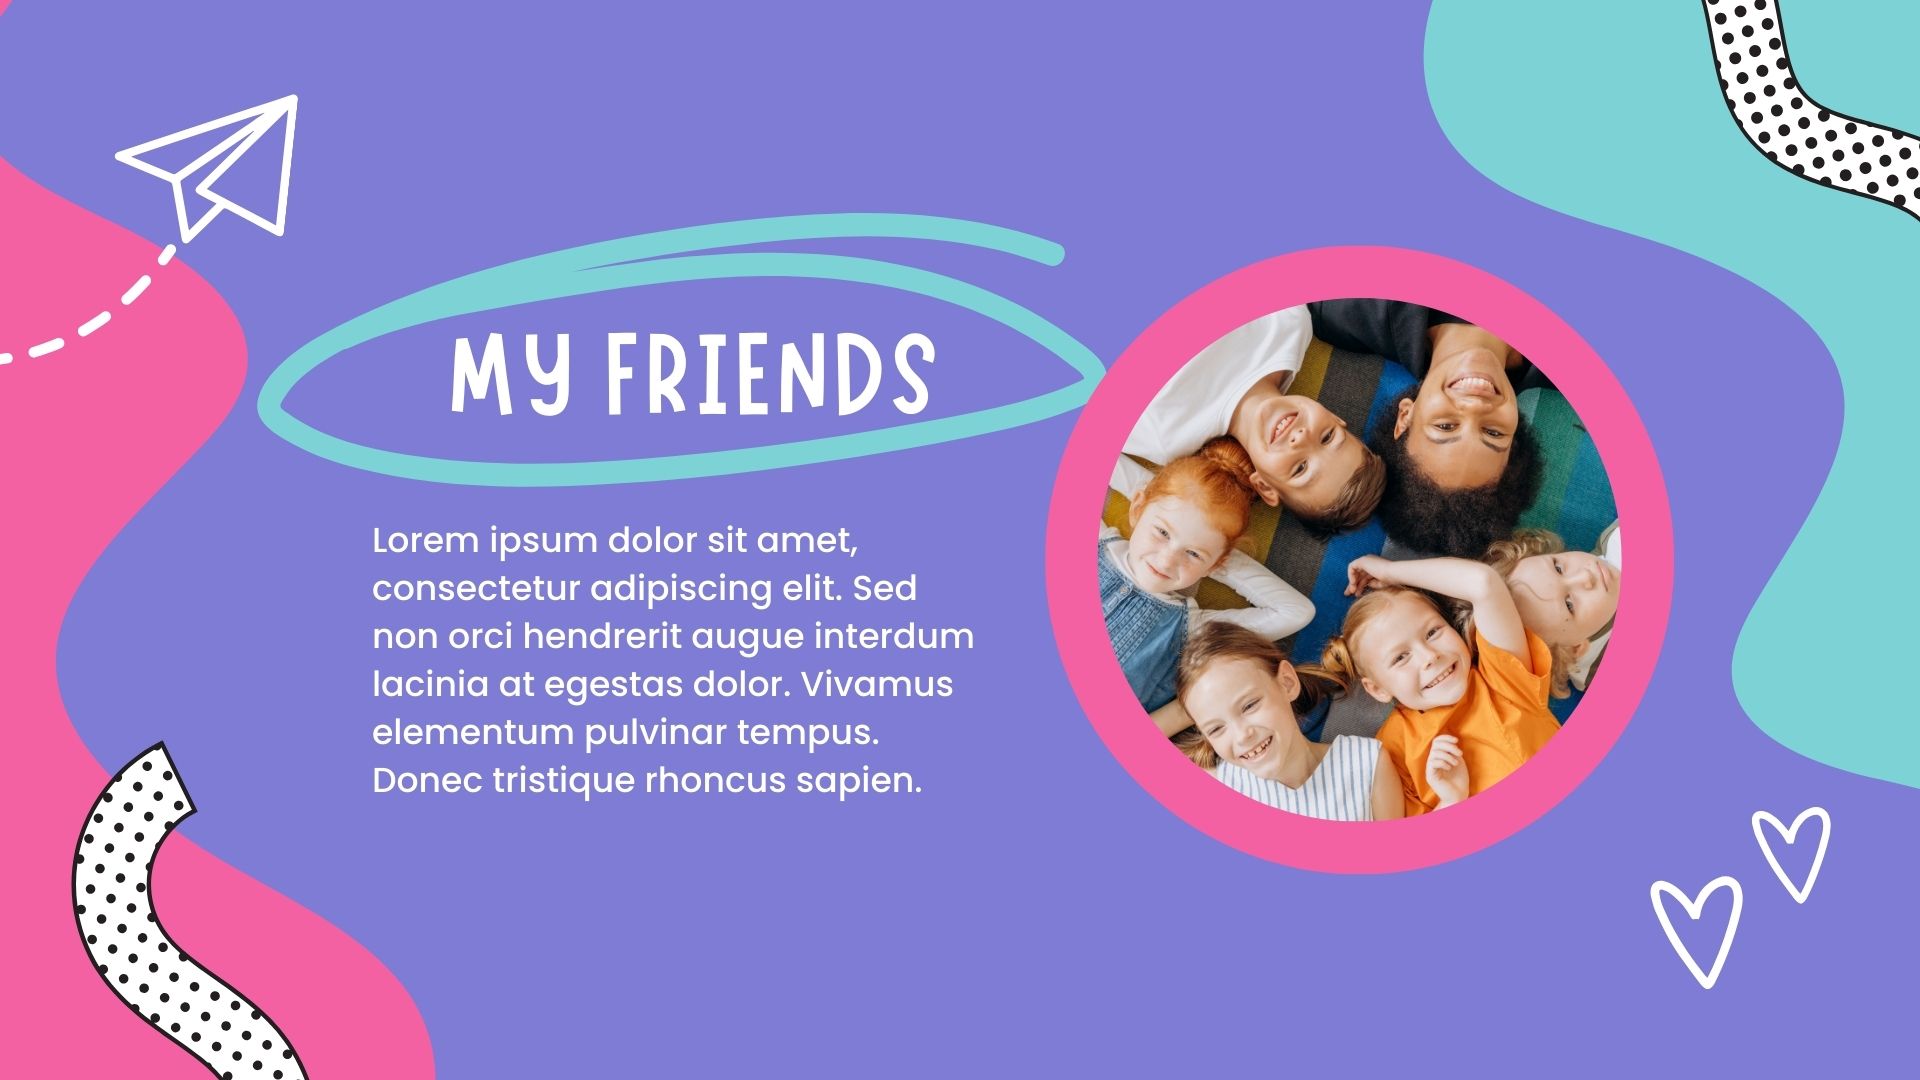 MY FRIENDS
Lorem ipsum dolor sit amet,
consectetur adipiscing elit. Sed
non orci hendrerit augue interdum
lacinia at egestas dolor. Vivamus
elementum pulvinar tempus.
Donec tristique rhoncus sapien.